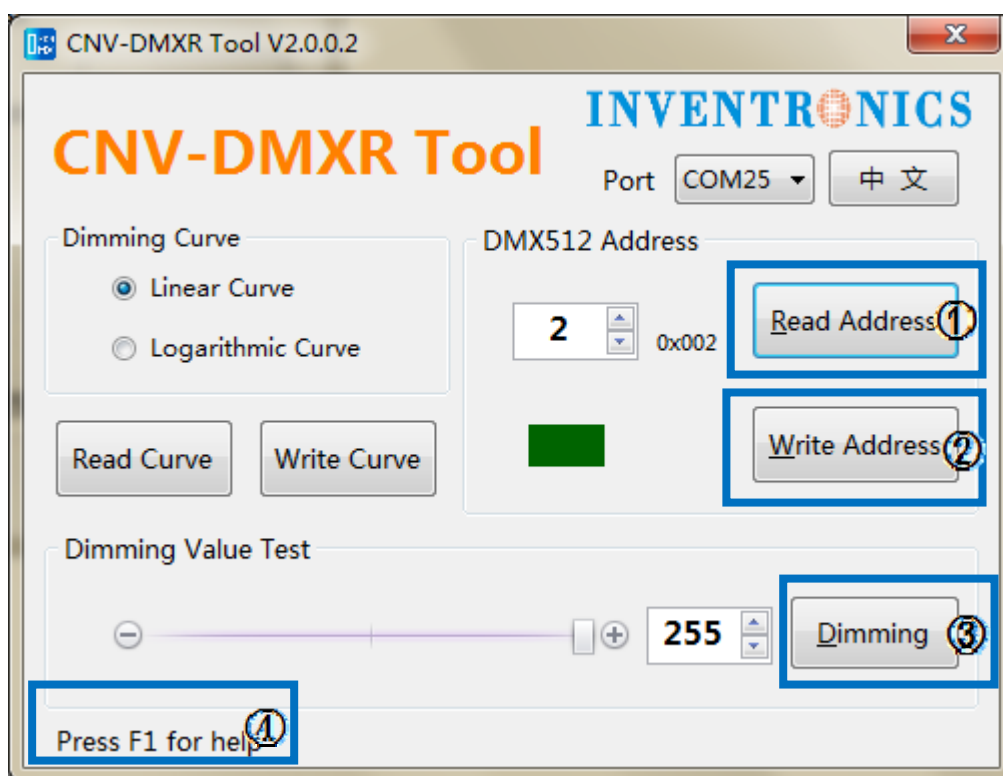 CNV-DMXR Tool V2.0.0.2
INVENTRONICS
CNV-DMXR Tool
Port COM25 中 文
Dimming Curve
Linear Curve
Logarithmic Curve
Read Curve Write Curve
DMX512 Address
2 0x002 Read Address ①
Write Address ②
Dimming Value Test
255 Dimming ③
Press F1 for help ④